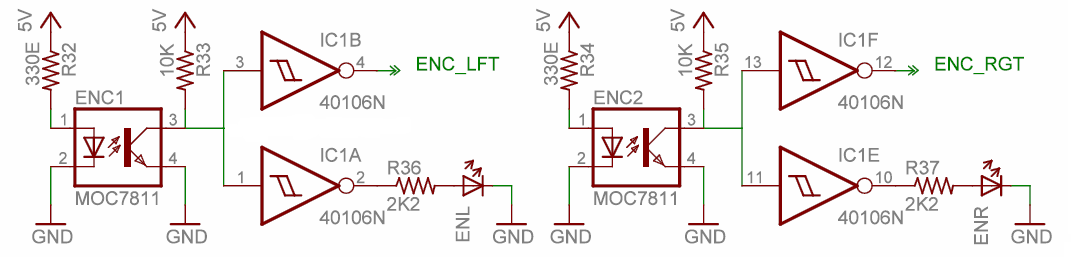 5V
330E
R32
5V
10K
R33
ENC1
1
2
3
4
MOC7811
GND
GND
3
IC1B
4
40106N
ENC_LFT
1
IC1A
2
40106N
R36
2K2
ENL
GND
5V
330E
R34
5V
10K
R35
ENC2
1
2
3
4
MOC7811
GND
GND
13
IC1F
12
40106N
ENC_RGT
11
IC1E
10
40106N
R37
2K2
ENR
GND